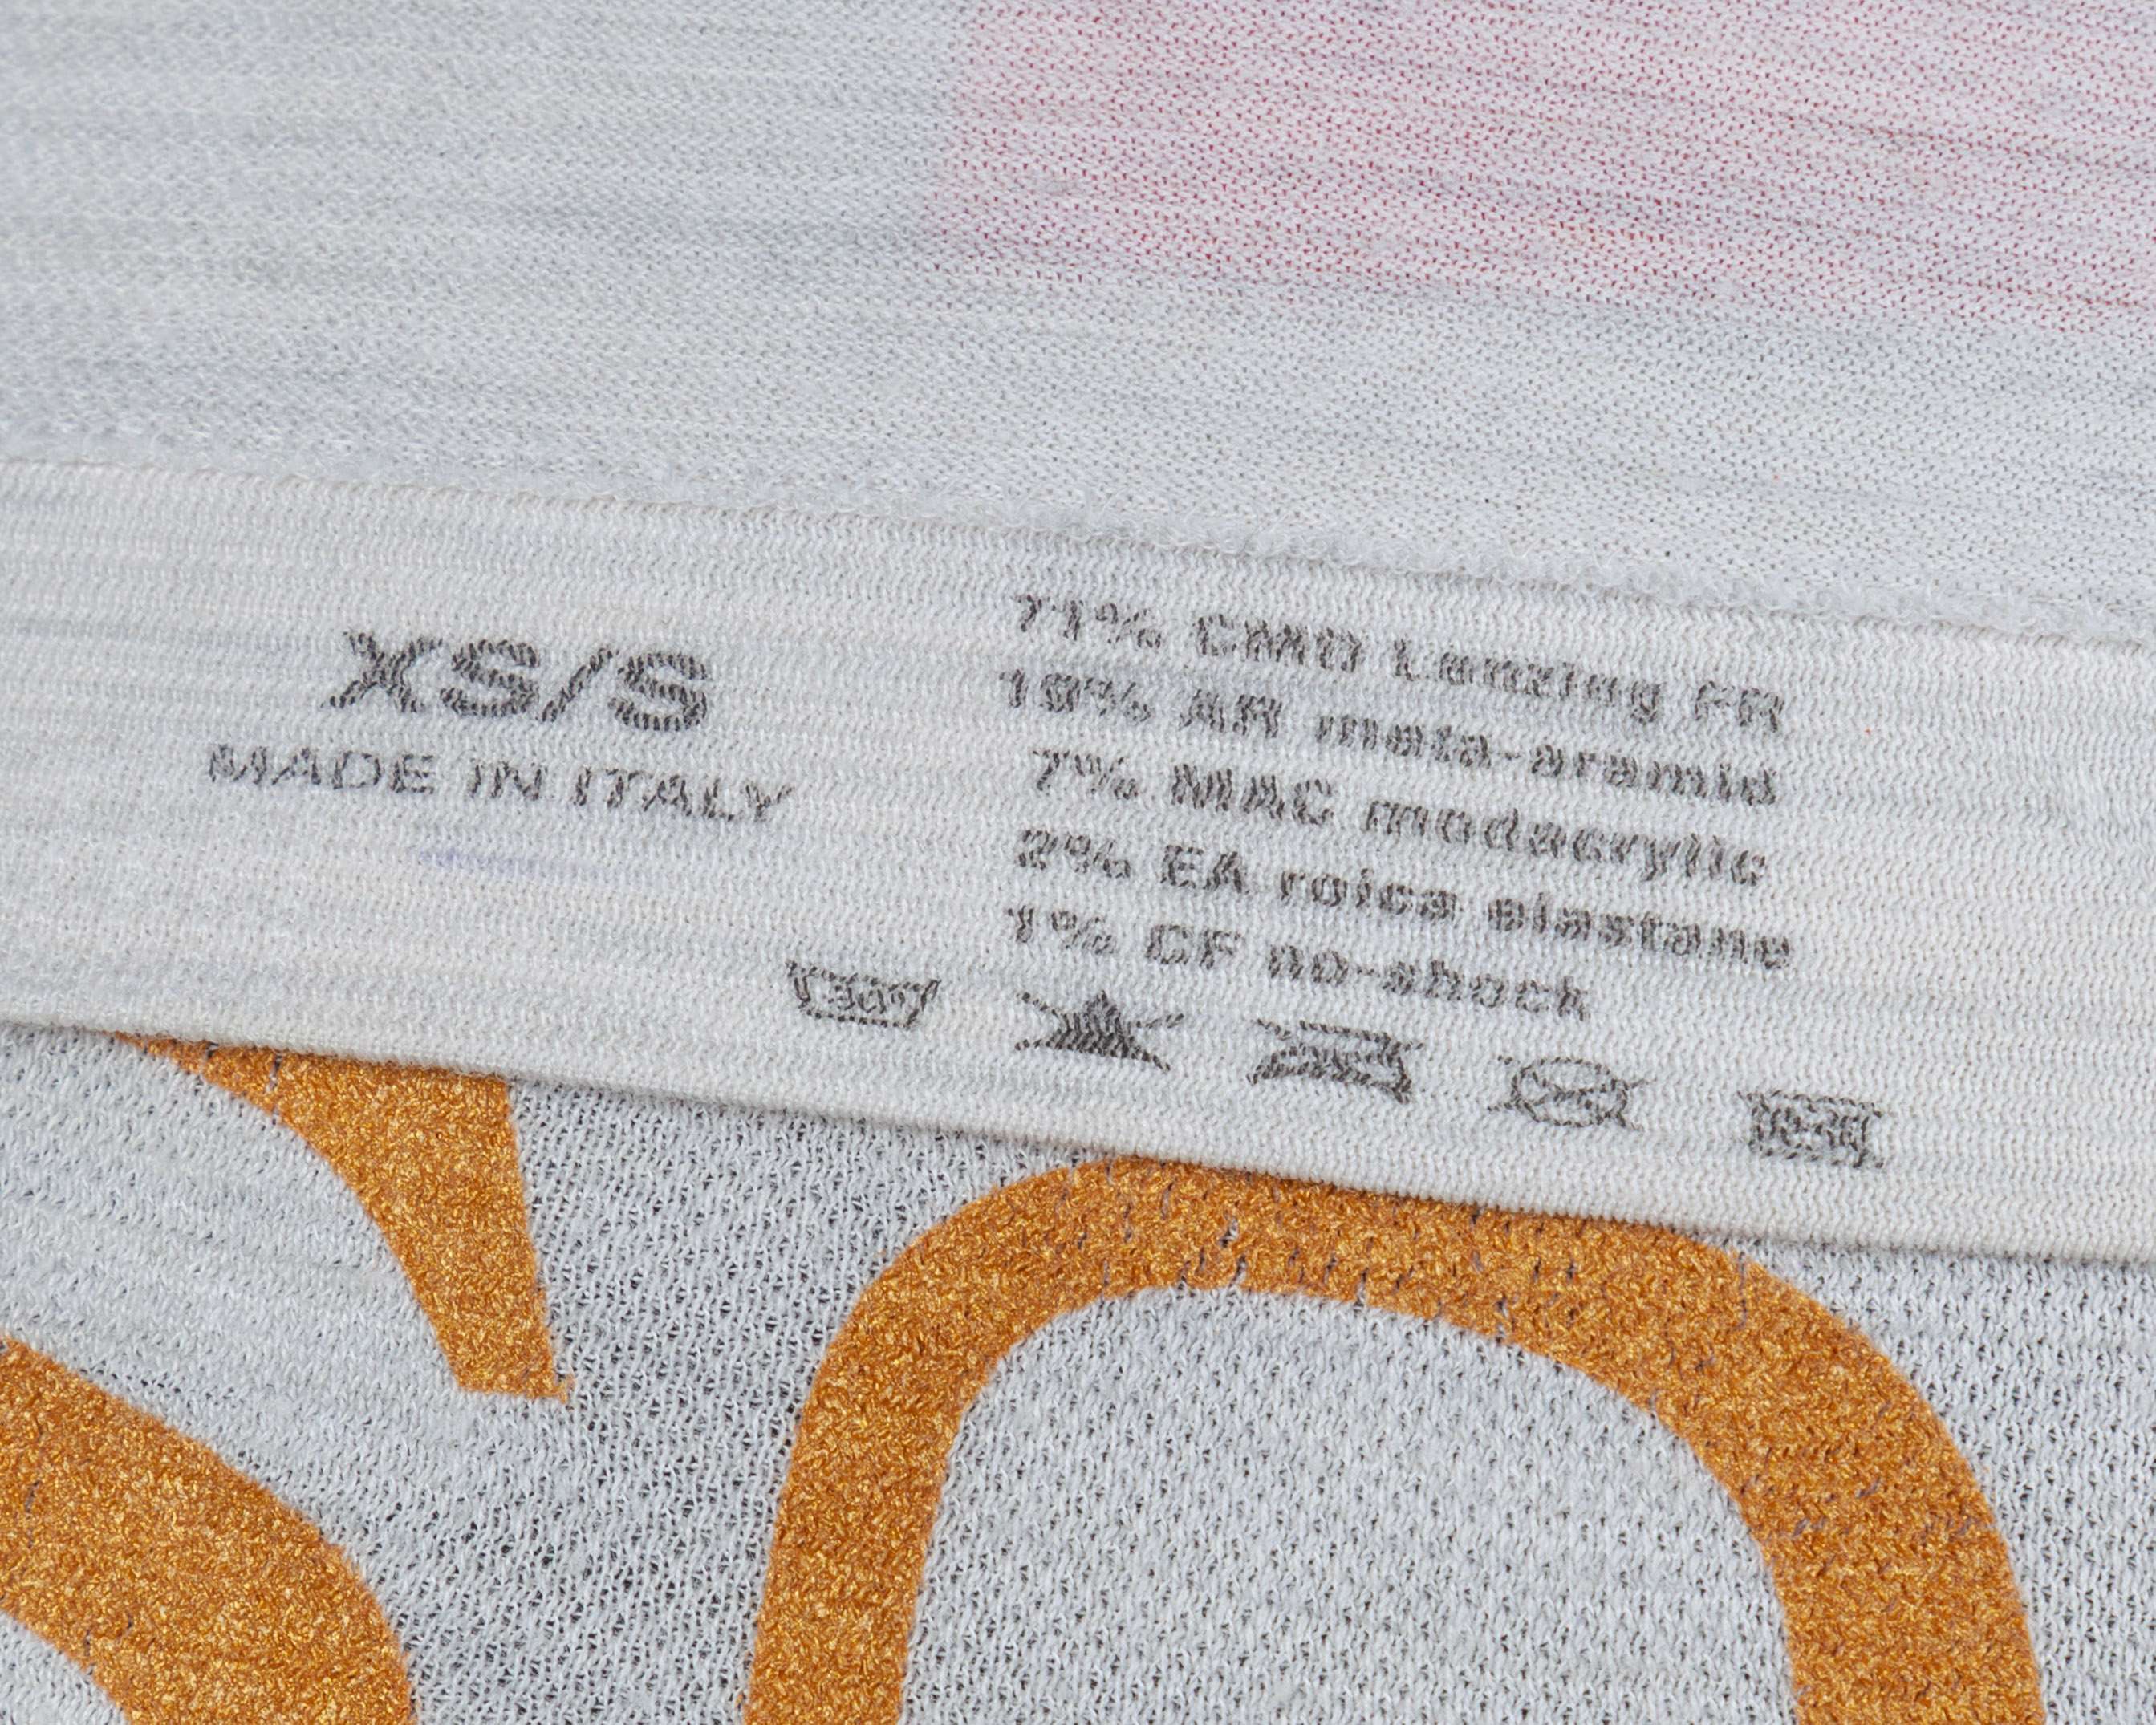 XS/S
MADE IN ITALY
71% CMD Lenzing FR
19% AR meta-aramid
7% MAC modacrylic
2% EA roica elastane
1% CF no-shock